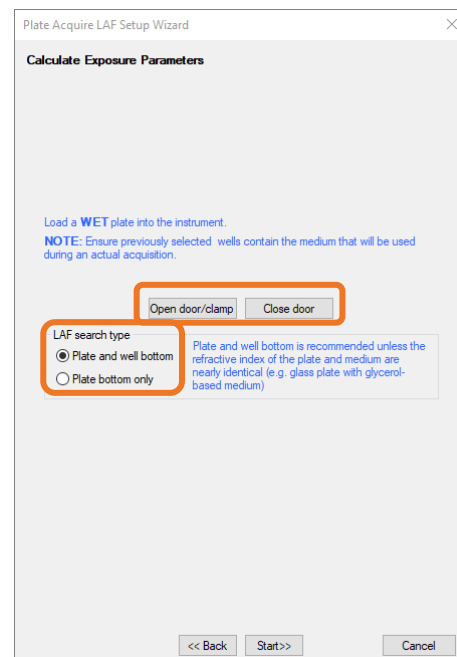 Plate Acquire LAF Setup Wizard
Calculate Exposure Parameters
Load a WET plate into the instrument.
NOTE: Ensure previously selected wells contain the medium that will be used
during an actual acquisition.
Open door/clamp Close door
LAF search type
Plate and well bottom
Plate bottom only
Plate and well bottom is recommended unless the
refractive index of the plate and medium are
nearly identical (e.g. glass plate with glycerol-
based medium)
<< Back Start>> Cancel